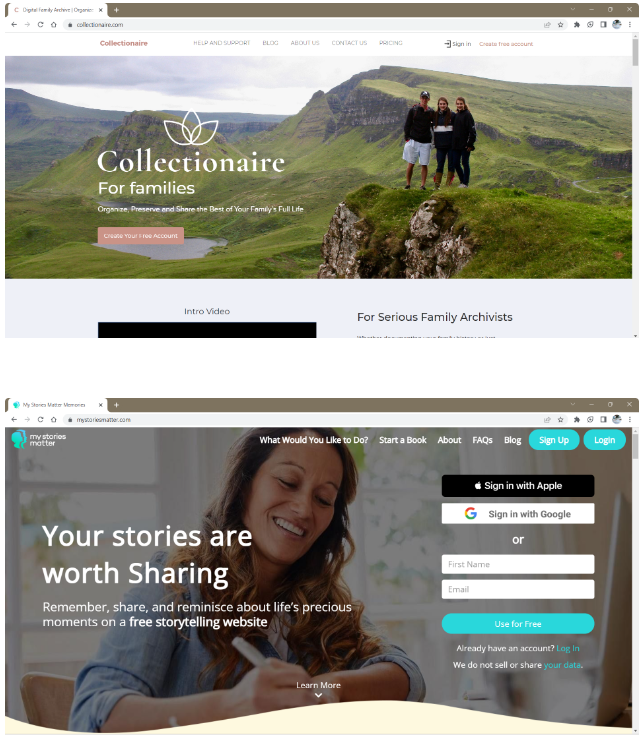 Digital Family Archive | Organize
collectionaire.com
Collectionaire
HELP AND SUPPORT BLOG ABOUT US CONTACT US PRICING
Sign in Create free account
Collectionaire
For families
Organize, Preserve and Share the Best of Your Family's Full Life
Create Your Free Account
Intro Video
For Serious Family Archivists
My Stories Matter Memories
mystoriesmatter.com
my stories
matter
What Would You Like to Do? Start a Book About FAQs Blog Sign Up Login
Sign in with Apple
Sign in with Google
or
First Name
Email
Use for Free
Already have an account? Log In
We do not sell or share your data.
Your stories are
worth Sharing
Remember, share, and reminisce about life's precious
moments on a free storytelling website
Learn More